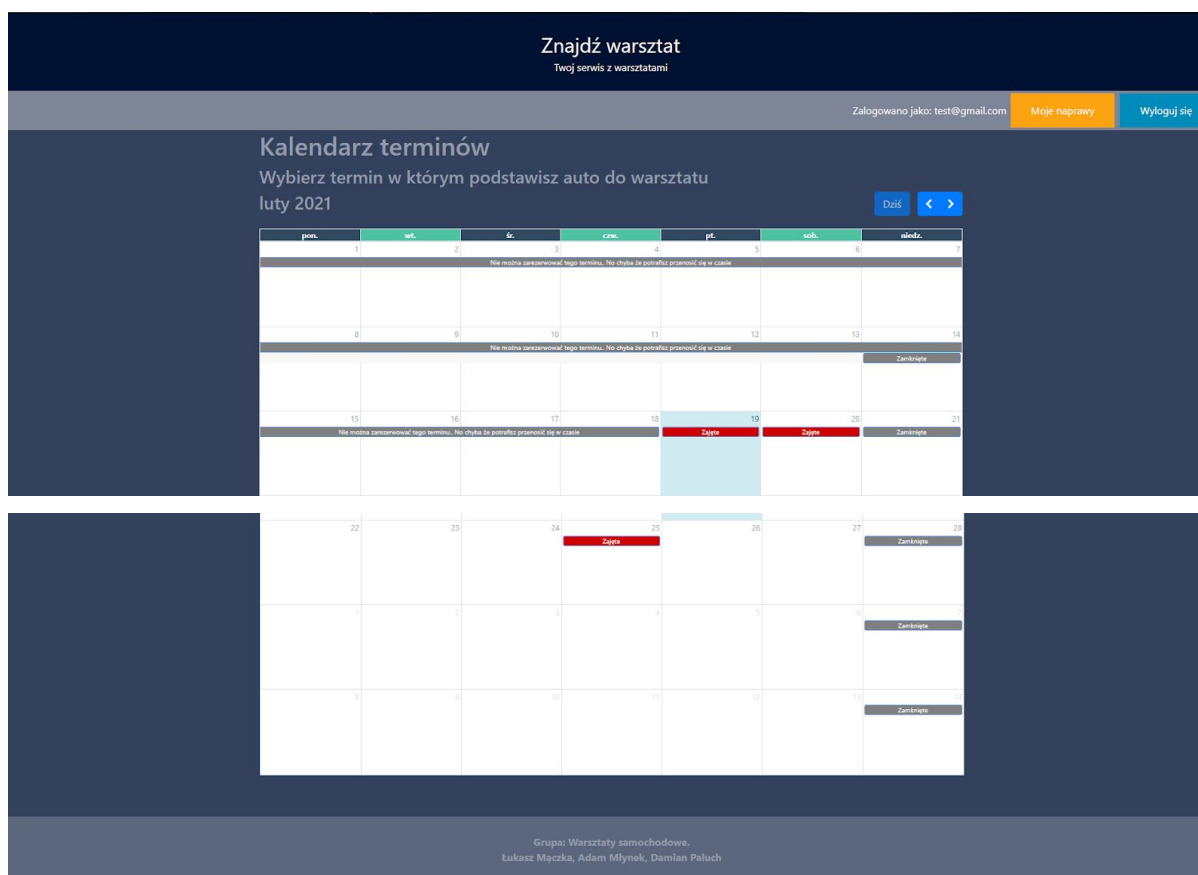 Znajdź warsztat
Twoj serwis z warsztatami
Zalogowano jako: test@gmail.com Moje naprawy Wyloguj się
Kalendarz terminów
Wybierz termin w którym podstawisz auto do warsztatu
luty 2021 Dziś
pon. wt. śr. czw. pt. sob. niedz.
1 2 3 4 5 6 7
Nie można zarezerwować tego terminu.. No chyba że potrafisz przenosić się w czasie
8 9 10 11 12 13 14
Nie można zarezerwować tego terminu.. No chyba że potrafisz przenosić się w czasie
Zamknięte
15 16 17 18 19 20 21
Nie można zarezerwować tego terminu.. No chyba że potrafisz przenosić się w czasie Zajęte Zajęte Zamknięte
22 23 24 25 26 27 28
Zajęte Zamknięte
1 2 3 4 5 6 7
Zamknięte
8 9 10 11 12 13 14
Zamknięte
Grupa: Warsztaty samochodowe.
Łukasz Mączka, Adam Młynek, Damian Paluch